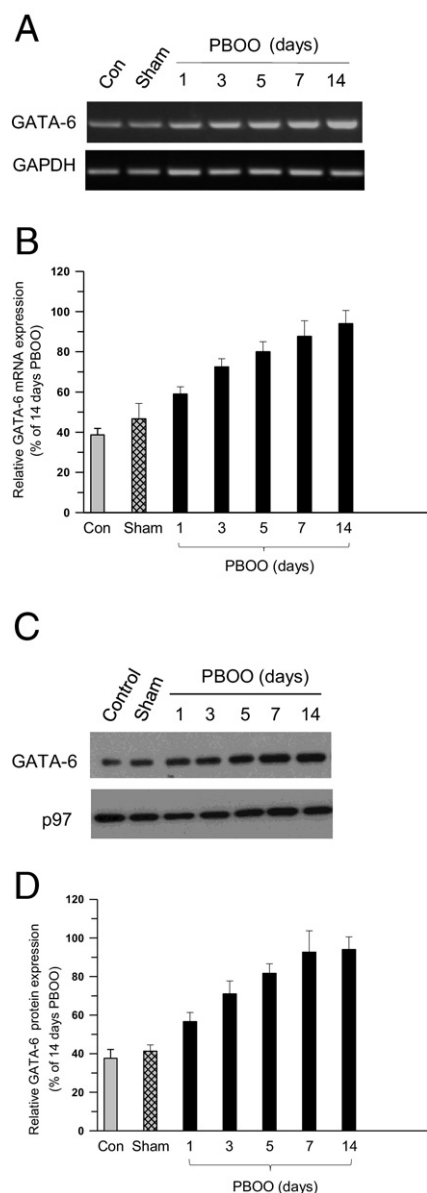 A
PBOO (days)
Con Sham 1 3 5 7 14
GATA-6
GAPDH
B
120
100
80
60
40
20
0
Relative GATA-6 mRNA expression
(% of 14 days PBOO)
Con Sham 1 3 5 7 14
PBOO (days)
C
PBOO (days)
Control Sham 1 3 5 7 14
GATA-6
p97
D
120
100
80
60
40
20
0
Relative GATA-6 protein expression
(% of 14 days PBOO)
Con Sham 1 3 5 7 14
PBOO (days)